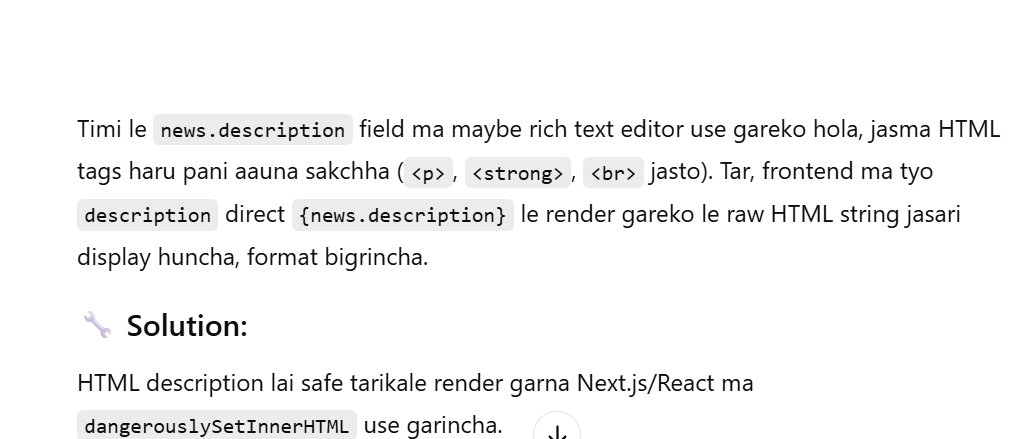 Timi le news.description field ma maybe rich text editor use gareko hola, jasma HTML
tags haru pani aauna sakchha (<p>, <strong>, <br> jasto). Tar, frontend ma tyo
description direct {news.description} le render gareko le raw HTML string jasari
display huncha, format bigrincha.
🔧 Solution:
HTML description lai safe tarikale render garna Next.js/React ma
dangerouslySetInnerHTML use garincha.